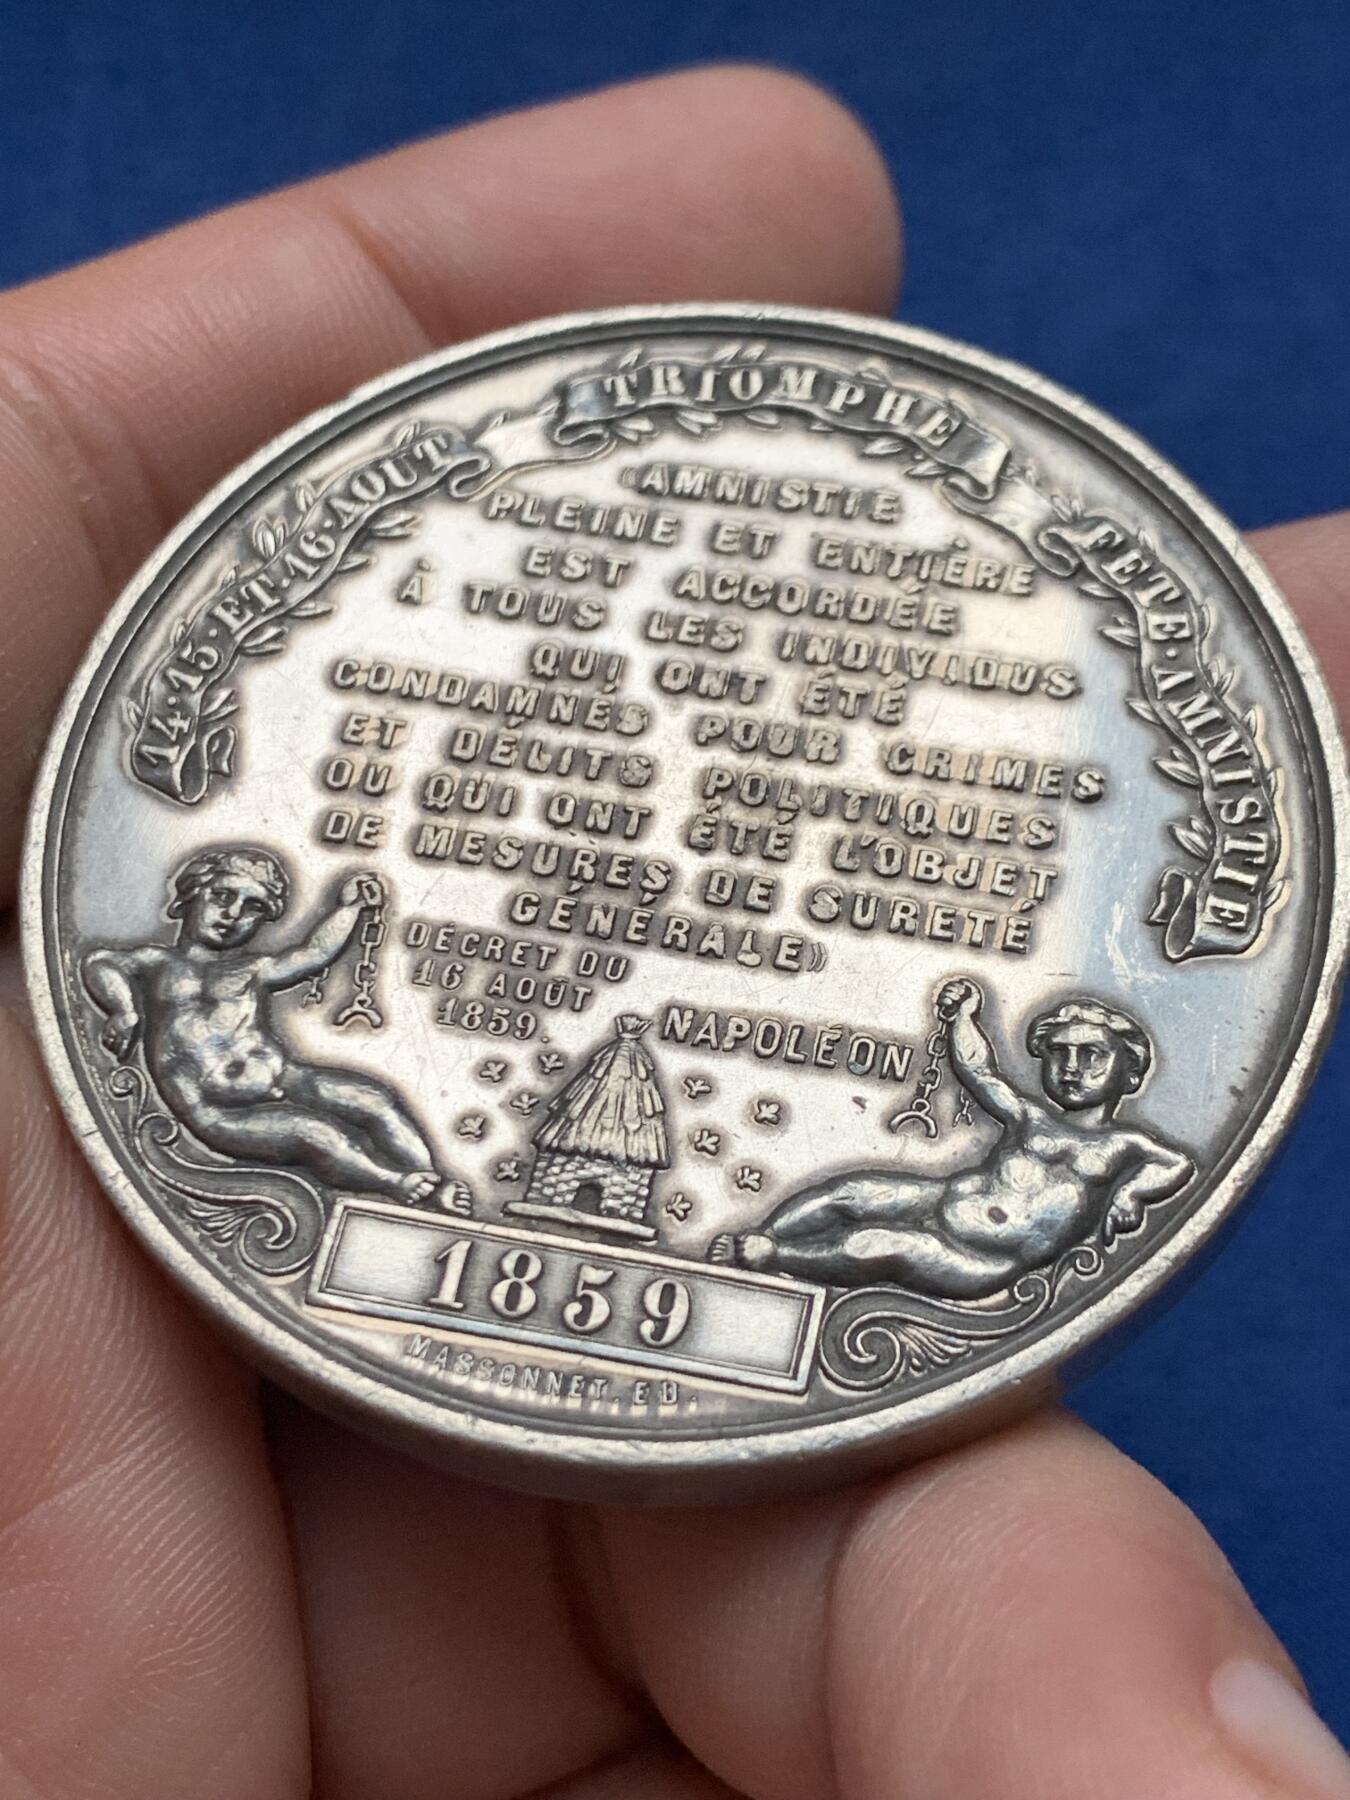 14·15·ET·16·AOUT
TRIOMPHE
FÊTE·AMNISTIE
«AMNISTIE
PLEINE ET ENTIÈRE
EST ACCORDÉE
À TOUS LES INDIVIDUS
QUI ONT ÉTÉ
CONDAMNÉS POUR CRIMES
ET DÉLITS POLITIQUES
OU QUI ONT ÉTÉ L'OBJET
DE MESURES DE SURETÉ
GÉNÉRALE»
DÉCRET DU
16 AOÛT
1859.
NAPOLÉON
1859
MASSONNET, ED.